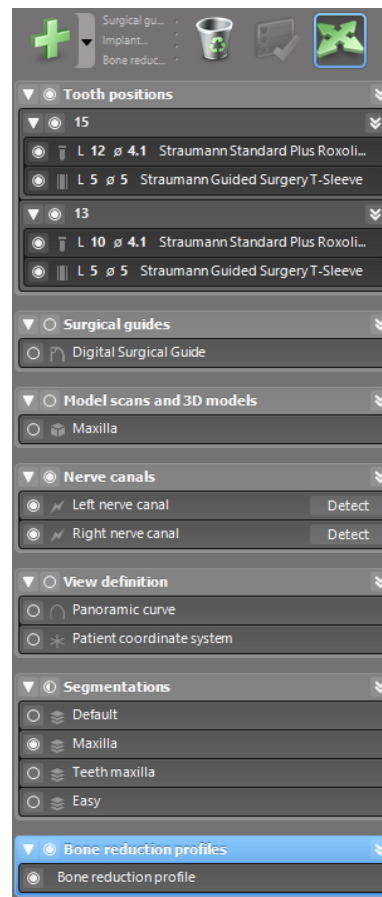 Surgical gu...
Implant...
Bone reduc...
Tooth positions
15
L 12 ø 4.1 Straumann Standard Plus Roxoli...
L 5 ø 5 Straumann Guided Surgery T-Sleeve
13
L 10 ø 4.1 Straumann Standard Plus Roxoli...
L 5 ø 5 Straumann Guided Surgery T-Sleeve
Surgical guides
Digital Surgical Guide
Model scans and 3D models
Maxilla
Nerve canals
Left nerve canal Detect
Right nerve canal Detect
View definition
Panoramic curve
Patient coordinate system
Segmentations
Default
Maxilla
Teeth maxilla
Easy
Bone reduction profiles
Bone reduction profile